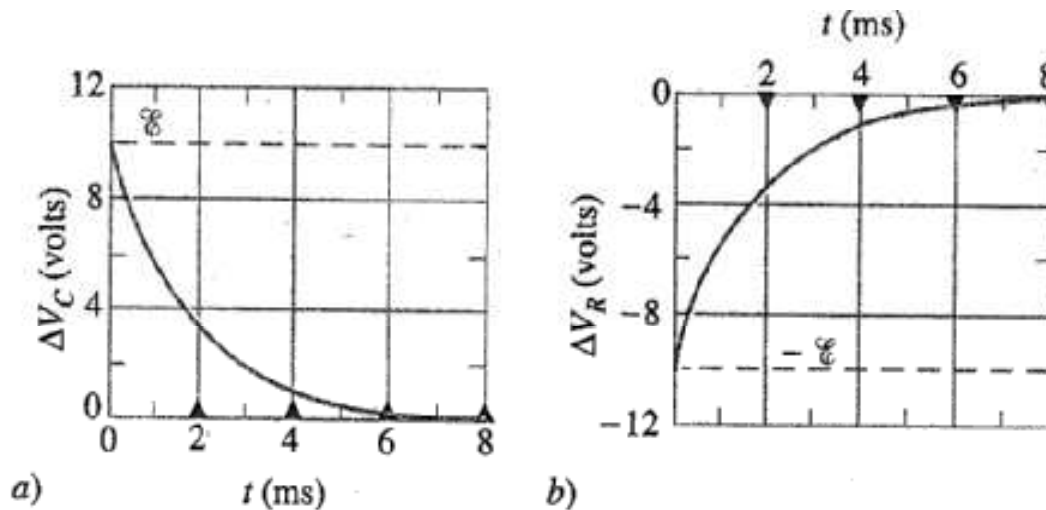 12
8
4
0
ℰ
ΔV_C (volts)
0 2 4 6 8
t (ms)
a)
t (ms)
2 4 6 8
0
−4
−8
−12
−ℰ
ΔV_R (volts)
b)